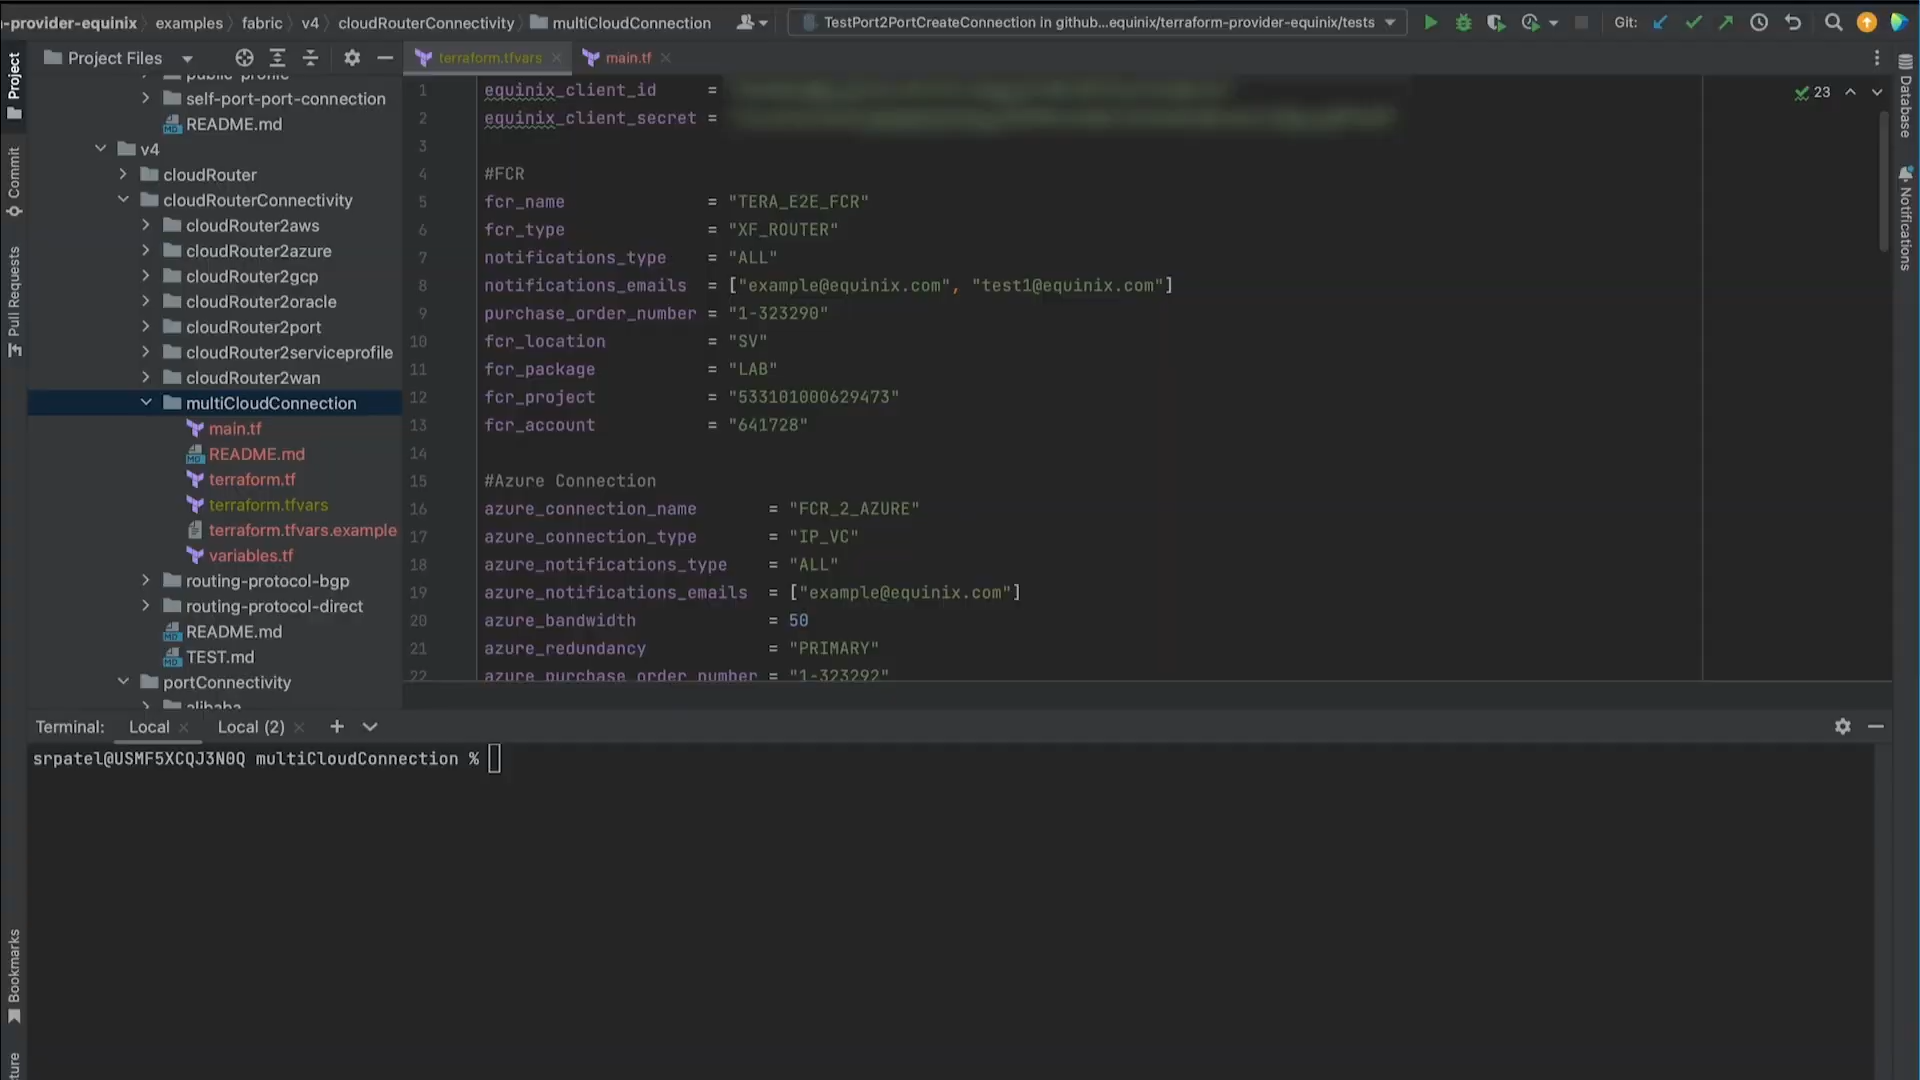 -provider-equinix examples fabric v4 cloudRouterConnectivity multiCloudConnection TestPort2PortCreateConnection in github...equinix/terraform-provider-equinix/tests Git:
Project
Commit
Pull Requests
Bookmarks
Project Files
self-port-port-connection
README.md
v4
cloudRouter
cloudRouterConnectivity
cloudRouter2aws
cloudRouter2azure
cloudRouter2gcp
cloudRouter2oracle
cloudRouter2port
cloudRouter2serviceprofile
cloudRouter2wan
multiCloudConnection
main.tf
README.md
terraform.tf
terraform.tfvars
terraform.tfvars.example
variables.tf
routing-protocol-bgp
routing-protocol-direct
README.md
TEST.md
portConnectivity
alibaba
terraform.tfvars main.tf
23
1 equinix_client_id =
2 equinix_client_secret =
3
4 #FCR
5 fcr_name = "TERA_E2E_FCR"
6 fcr_type = "XF_ROUTER"
7 notifications_type = "ALL"
8 notifications_emails = ["example@equinix.com", "test1@equinix.com"]
9 purchase_order_number = "1-323290"
10 fcr_location = "SV"
11 fcr_package = "LAB"
12 fcr_project = "533101000629473"
13 fcr_account = "641728"
14
15 #Azure Connection
16 azure_connection_name = "FCR_2_AZURE"
17 azure_connection_type = "IP_VC"
18 azure_notifications_type = "ALL"
19 azure_notifications_emails = ["example@equinix.com"]
20 azure_bandwidth = 50
21 azure_redundancy = "PRIMARY"
22 azure_purchase_order_number = "1-323292"
Database
Notifications
Terminal: Local Local (2)
srpatel@USMF5XCQJ3N0Q multiCloudConnection %